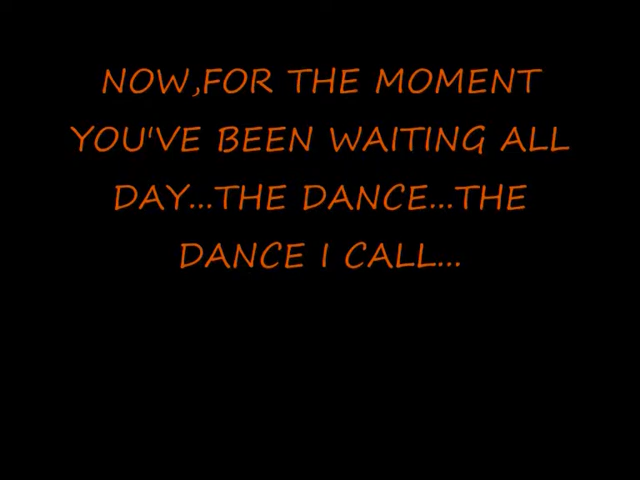 NOW,FOR THE MOMENT
YOU'VE BEEN WAITING ALL
DAY...THE DANCE...THE
DANCE I CALL...